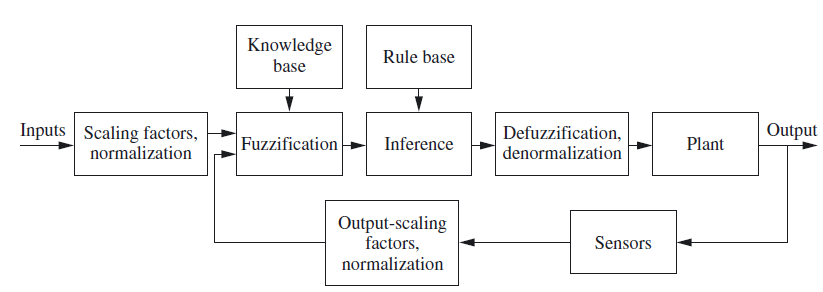 Knowledge
base
Rule base
Inputs
Scaling factors,
normalization
Fuzzification
Inference
Defuzzification,
denormalization
Plant
Output
Output-scaling
factors,
normalization
Sensors